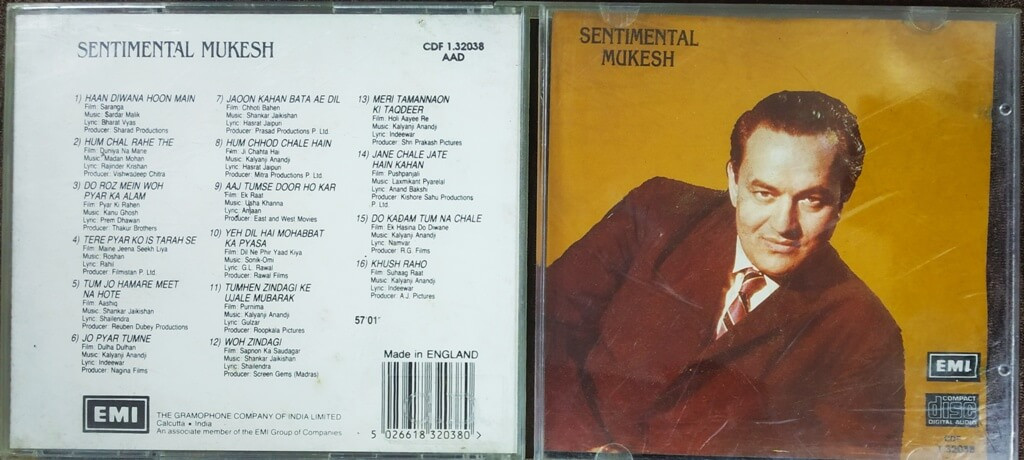 SENTIMENTAL MUKESH
CDF 1.32038
AAD
1) HAAN DIWANA HOON MAIN
Film: Saranga
Music: Sardar Malik
Lyric: Bharat Vyas
Producer: Sharad Productions
2) HUM CHAL RAHE THE
Film: Duniya Na Mane
Music: Madan Mohan
Lyric: Rajinder Krishan
Producer: Vishwadeep Chitra
3) DO ROZ MEIN WOH
PYAR KA ALAM
Film: Pyar Ki Rahen
Music: Kanu Ghosh
Lyric: Prem Dhawan
Producer: Thakur Brothers
4) TERE PYAR KO IS TARAH SE
Film: Maine Jeena Seekh Liya
Music: Roshan
Lyric: Rahil
Producer: Filmistan P. Ltd.
5) TUM JO HAMARE MEET
NA HOTE
Film: Aashiq
Music: Shankar Jaikishan
Lyric: Shailendra
Producer: Reuben Dubey Productions
6) JO PYAR TUMNE
Film: Dulha Dulhan
Music: Kalyanji Anandji
Lyric: Indeewar
Producer: Nagina Films
7) JAOON KAHAN BATA AE DIL
Film: Chhoti Bahen
Music: Shankar Jaikishan
Lyric: Hasrat Jaipuri
Producer: Prasad Productions P. Ltd.
8) HUM CHHOD CHALE HAIN
Film: Ji Chahta Hai
Music: Kalyanji Anandji
Lyric: Hasrat Jaipuri
Producer: Mitra Productions P. Ltd.
9) AAJ TUMSE DOOR HO KAR
Film: Ek Raat
Music: Usha Khanna
Lyric: Anjaan
Producer: East and West Movies
10) YEH DIL HAI MOHABBAT
KA PYASA
Film: Dil Ne Phir Yaad Kiya
Music: Sonik-Omi
Lyric: G.L. Rawal
Producer: Rawal Films
11) TUMHEN ZINDAGI KE
UJALE MUBARAK
Film: Purnima
Music: Kalyanji Anandji
Lyric: Gulzar
Producer: Roopkala Pictures
12) WOH ZINDAGI
Film: Sapnon Ka Saudagar
Music: Shankar Jaikishan
Lyric: Shailendra
Producer: Screen Gems (Madras)
13) MERI TAMANNAON
KI TAQDEER
Film: Holi Aayee Re
Music: Kalyanji Anandji
Lyric: Indeewar
Producer: Shri Prakash Pictures
14) JANE CHALE JATE
HAIN KAHAN
Film: Pushpanjali
Music: Laxmikant Pyarelal
Lyric: Anand Bakshi
Producer: Kishore Sahu Productions
P. Ltd.
15) DO KADAM TUM NA CHALE
Film: Ek Hasina Do Diwane
Music: Kalyanji Anandji
Lyric: Namvar
Producer: R.G. Films
16) KHUSH RAHO
Film: Suhaag Raat
Music: Kalyanji Anandji
Lyric: Indeewar
Producer: A.J. Pictures
57'01"
Made in ENGLAND
EMI
THE GRAMOPHONE COMPANY OF INDIA LIMITED
Calcutta • India
An associate member of the EMI Group of Companies
5 026618 320380 >
SENTIMENTAL
MUKESH
EMI
COMPACT
disc
DIGITAL AUDIO
CDF
1.32038